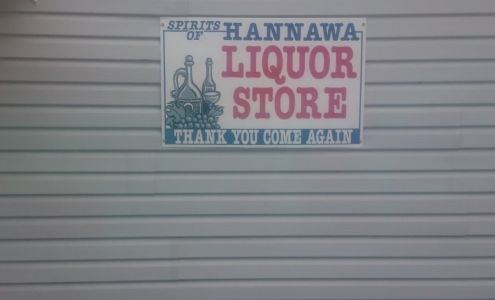 SPIRITS OF HANNAWA
LIQUOR
STORE
THANK YOU COME AGAIN